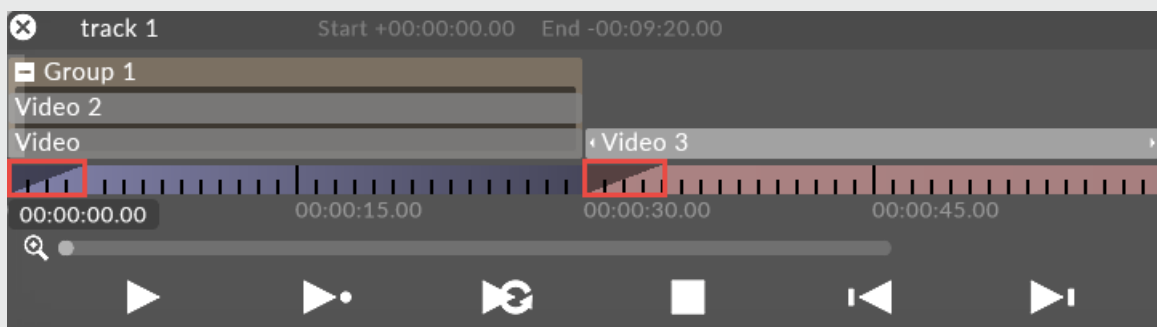 track 1 Start +00:00:00.00 End -00:09:20.00
Group 1
Video 2
Video Video 3
00:00:00.00 00:00:15.00 00:00:30.00 00:00:45.00